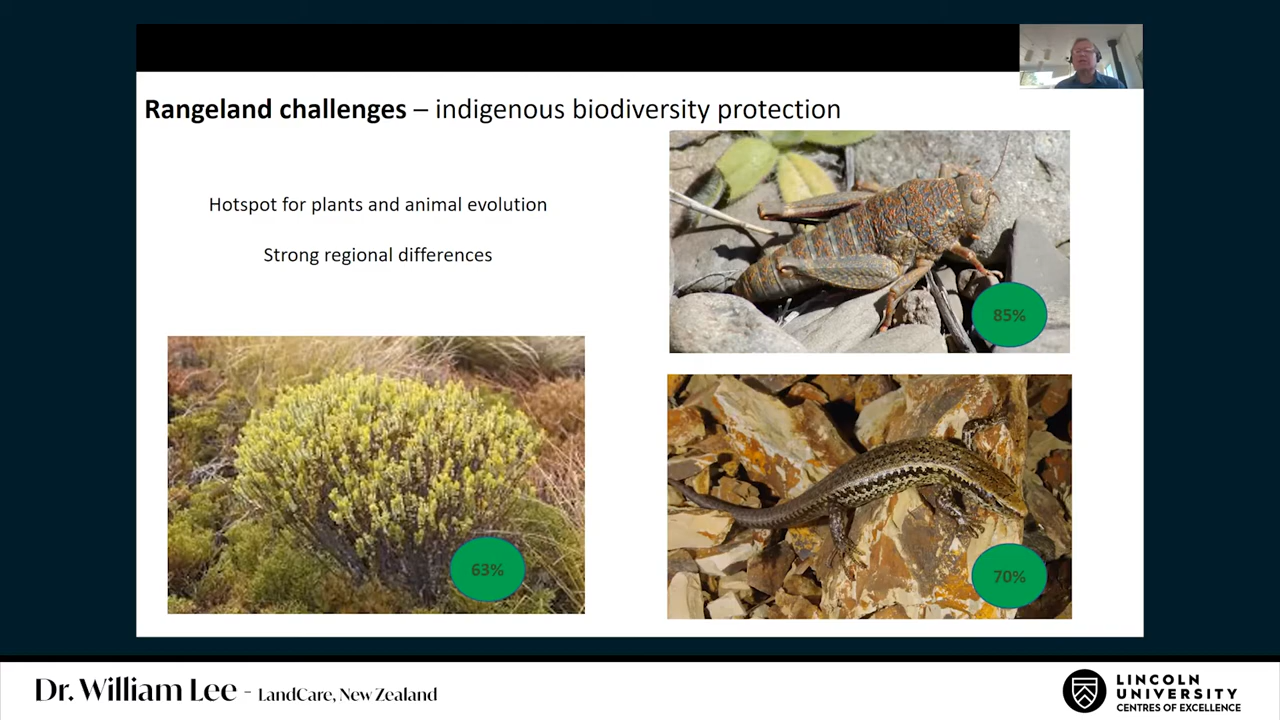 Rangeland challenges – indigenous biodiversity protection
Hotspot for plants and animal evolution
Strong regional differences
85%
63%
70%
Dr. William Lee - LandCare, New Zealand
LINCOLN
UNIVERSITY
CENTRES OF EXCELLENCE